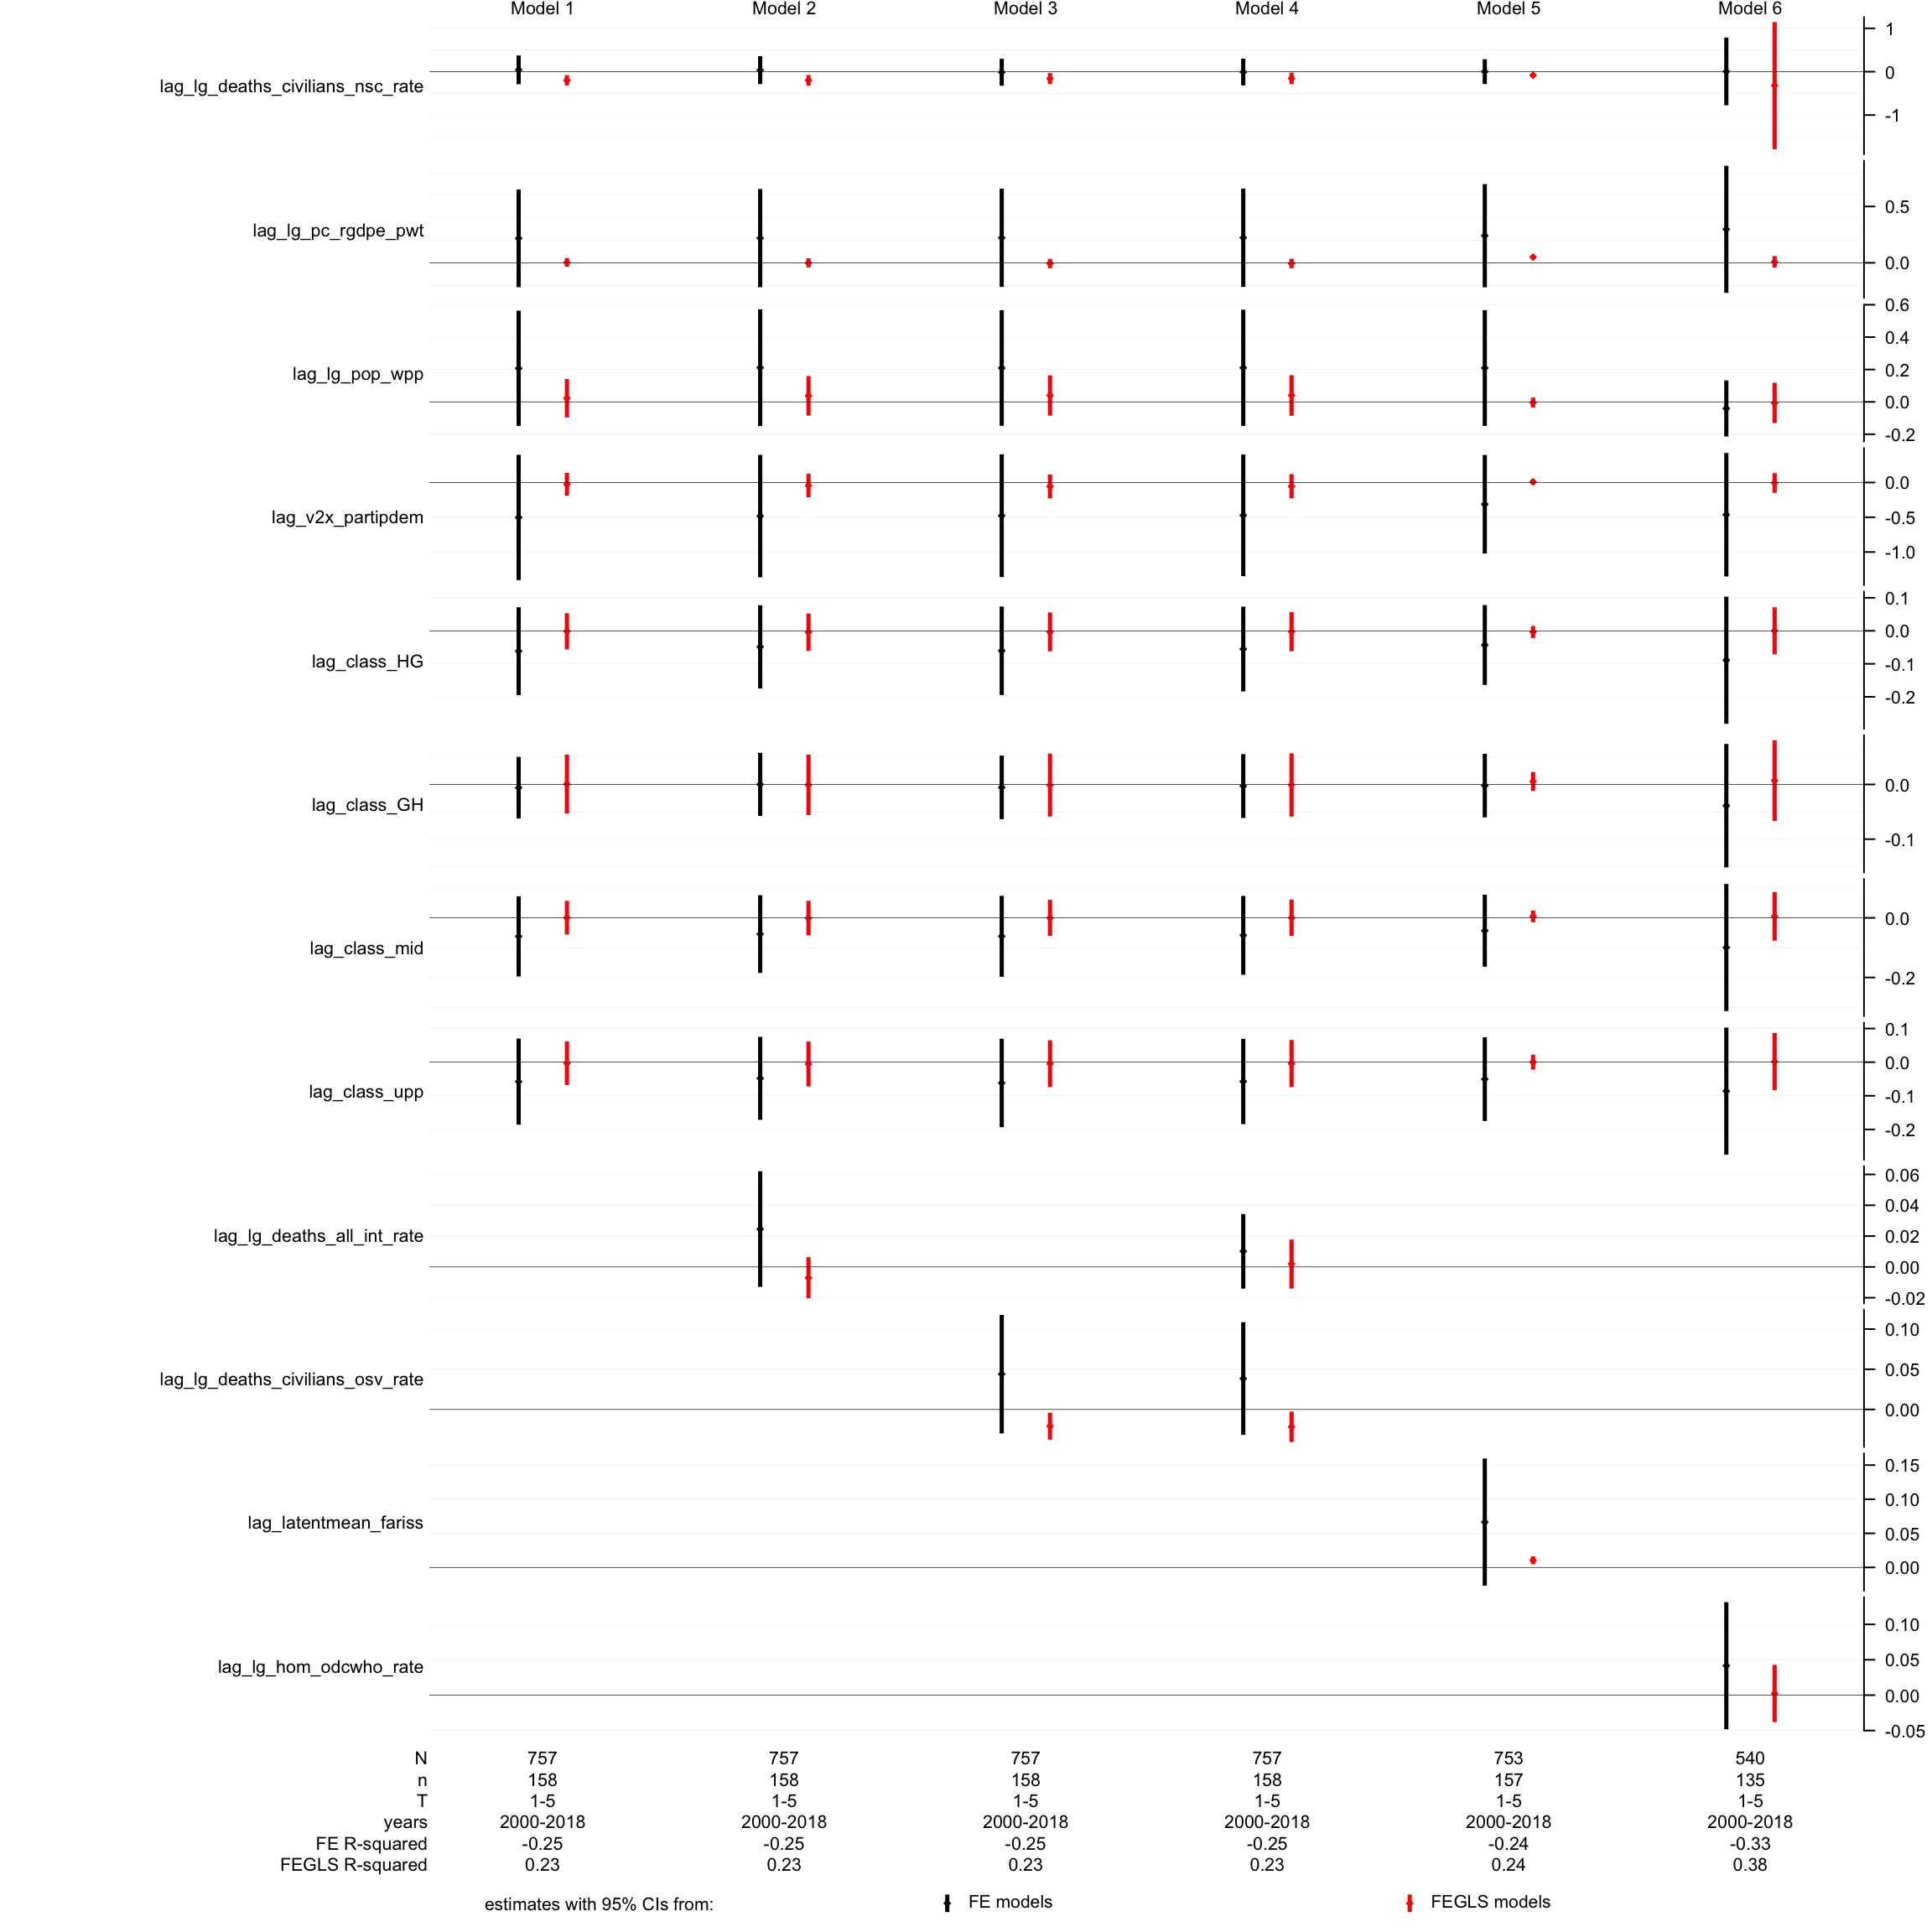 Model 1 Model 2 Model 3 Model 4 Model 5 Model 6
lag_lg_deaths_civilians_nsc_rate
1
0
-1
lag_lg_pc_rgdpe_pwt
0.5
0.0
lag_lg_pop_wpp
0.6
0.4
0.2
0.0
-0.2
lag_v2x_partipdem
0.0
-0.5
-1.0
lag_class_HG
0.1
0.0
-0.1
-0.2
lag_class_GH
0.0
-0.1
lag_class_mid
0.0
-0.2
lag_class_upp
0.1
0.0
-0.1
-0.2
lag_lg_deaths_all_int_rate
0.06
0.04
0.02
0.00
-0.02
lag_lg_deaths_civilians_osv_rate
0.10
0.05
0.00
lag_latentmean_fariss
0.15
0.10
0.05
0.00
lag_lg_hom_odcwho_rate
0.10
0.05
0.00
-0.05
N 757 757 757 757 753 540
n 158 158 158 158 157 135
T 1-5 1-5 1-5 1-5 1-5 1-5
years 2000-2018 2000-2018 2000-2018 2000-2018 2000-2018 2000-2018
FE R-squared -0.25 -0.25 -0.25 -0.25 -0.24 -0.33
FEGLS R-squared 0.23 0.23 0.23 0.23 0.24 0.38
estimates with 95% CIs from: FE models FEGLS models